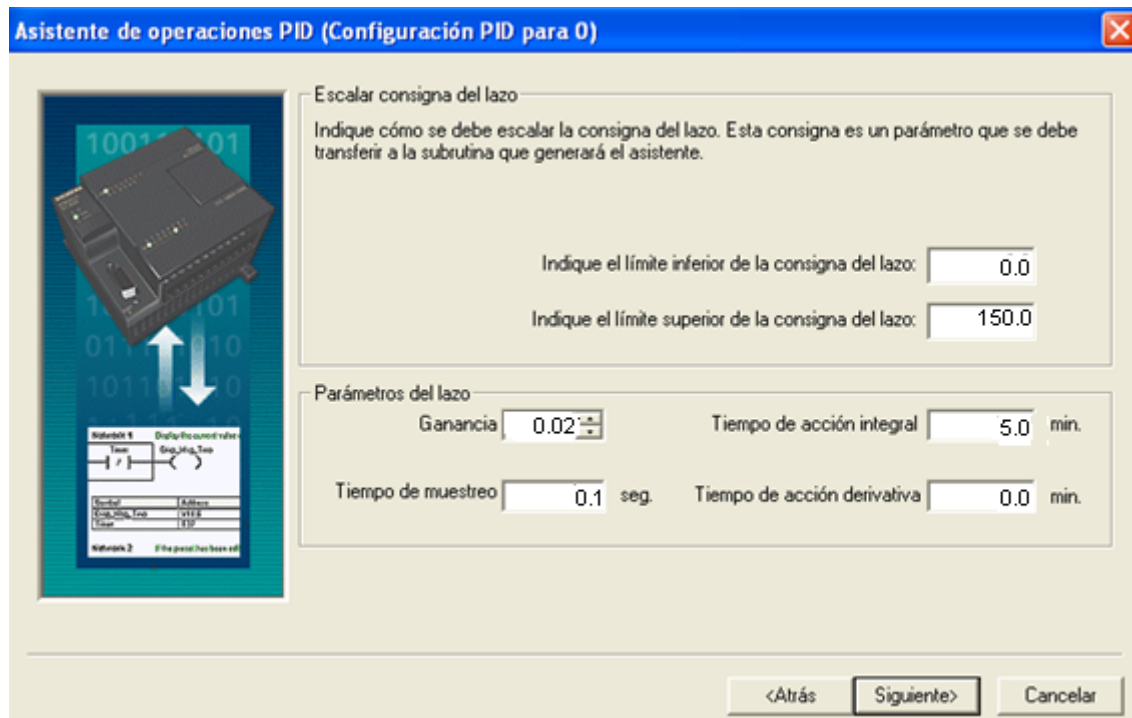 Asistente de operaciones PID (Configuración PID para 0)
Escalar consigna del lazo
Indique cómo se debe escalar la consigna del lazo. Esta consigna es un parámetro que se debe
transferir a la subrutina que generará el asistente.
Indique el límite inferior de la consigna del lazo: 0.0
Indique el límite superior de la consigna del lazo: 150.0
Parámetros del lazo
Ganancia 0.02 Tiempo de acción integral 5.0 min.
Tiempo de muestreo 0.1 seg. Tiempo de acción derivativa 0.0 min.
Network 1
Network 2
<Atrás Siguiente> Cancelar